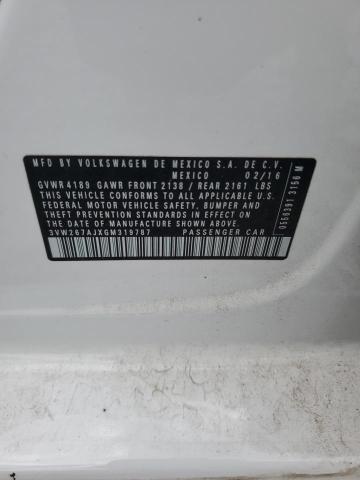 MFD BY VOLKSWAGEN DE MEXICO S.A. DE C.V.
MEXICO 02/16
GVWR 4189 GAWR FRONT 2138 / REAR 2161 LBS
THIS VEHICLE CONFORMS TO ALL APPLICABLE U.S.
FEDERAL MOTOR VEHICLE SAFETY, BUMPER AND
THEFT PREVENTION STANDARDS IN EFFECT ON
THE DATE OF MANUFACTURE SHOWN ABOVE.
3VW267AJXGM319787 PASSENGER CAR
0356391 3156 M